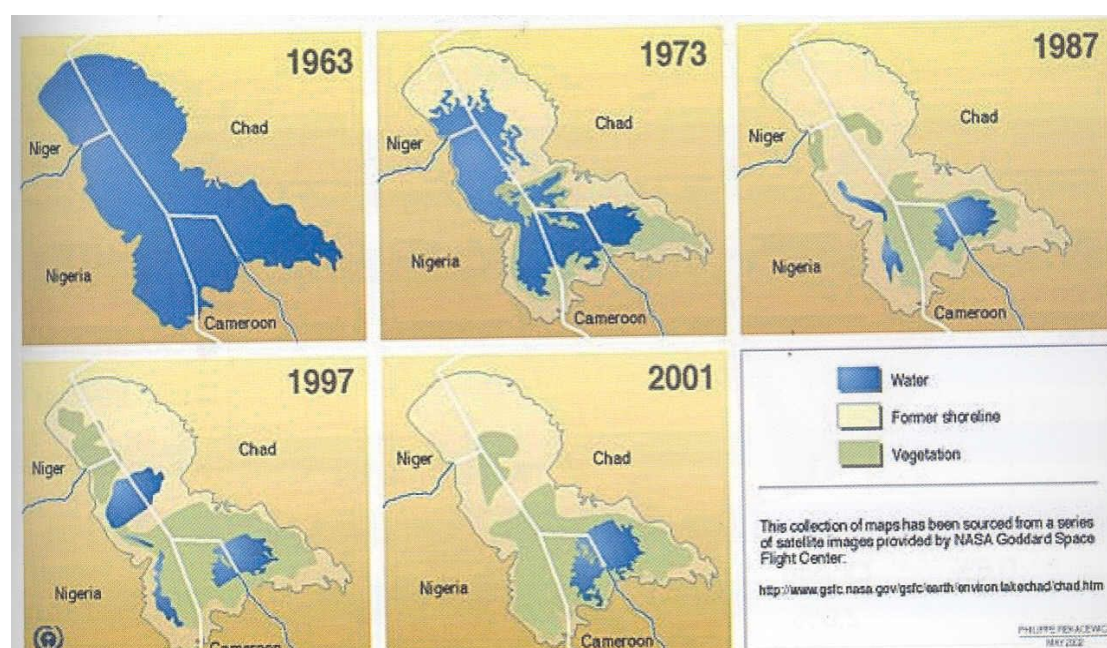 1963
Chad
Niger
Nigeria
Cameroon
1973
Chad
Niger
Nigeria
Cameroon
1987
Chad
Niger
Nigeria
Cameroon
1997
Chad
Niger
Nigeria
Cameroon
2001
Chad
Niger
Nigeria
Cameroon
Water
Former shoreline
Vegetation
This collection of maps has been sourced from a series
of satellite images provided by NASA Goddard Space
Flight Center.
http://www.gsfc.nasa.gov/gsfc/earth/environ.lakechad/chad.htm
MAY 2002